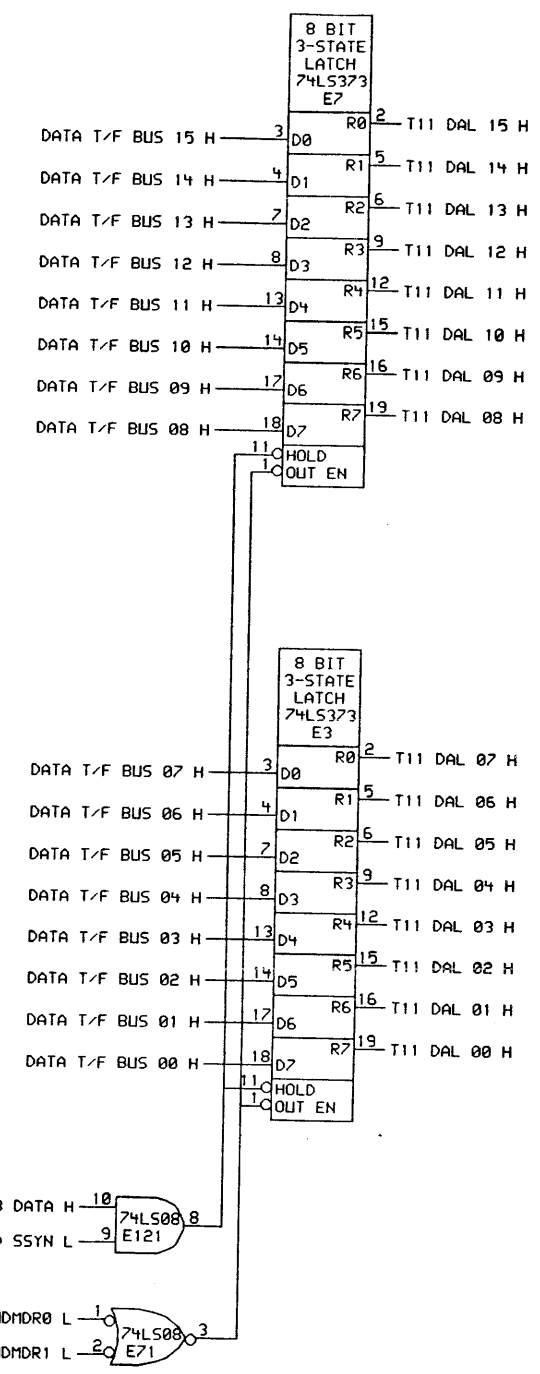 8 BIT
3-STATE
LATCH
74LS373
E7
DATA T/F BUS 15 H 3 D0 R0 2 T11 DAL 15 H
DATA T/F BUS 14 H 4 D1 R1 5 T11 DAL 14 H
DATA T/F BUS 13 H 7 D2 R2 6 T11 DAL 13 H
DATA T/F BUS 12 H 8 D3 R3 9 T11 DAL 12 H
DATA T/F BUS 11 H 13 D4 R4 12 T11 DAL 11 H
DATA T/F BUS 10 H 14 D5 R5 15 T11 DAL 10 H
DATA T/F BUS 09 H 17 D6 R6 16 T11 DAL 09 H
DATA T/F BUS 08 H 18 D7 R7 19 T11 DAL 08 H
11 HOLD
1 OUT EN
8 BIT
3-STATE
LATCH
74LS373
E3
DATA T/F BUS 07 H 3 D0 R0 2 T11 DAL 07 H
DATA T/F BUS 06 H 4 D1 R1 5 T11 DAL 06 H
DATA T/F BUS 05 H 7 D2 R2 6 T11 DAL 05 H
DATA T/F BUS 04 H 8 D3 R3 9 T11 DAL 04 H
DATA T/F BUS 03 H 13 D4 R4 12 T11 DAL 03 H
DATA T/F BUS 02 H 14 D5 R5 15 T11 DAL 02 H
DATA T/F BUS 01 H 17 D6 R6 16 T11 DAL 01 H
DATA T/F BUS 00 H 18 D7 R7 19 T11 DAL 00 H
11 HOLD
1 OUT EN
DATA H 10 74LS08 8
SSYN L 9 E121
DMDR0 L 1 74LS08 3
DMDR1 L 2 E71